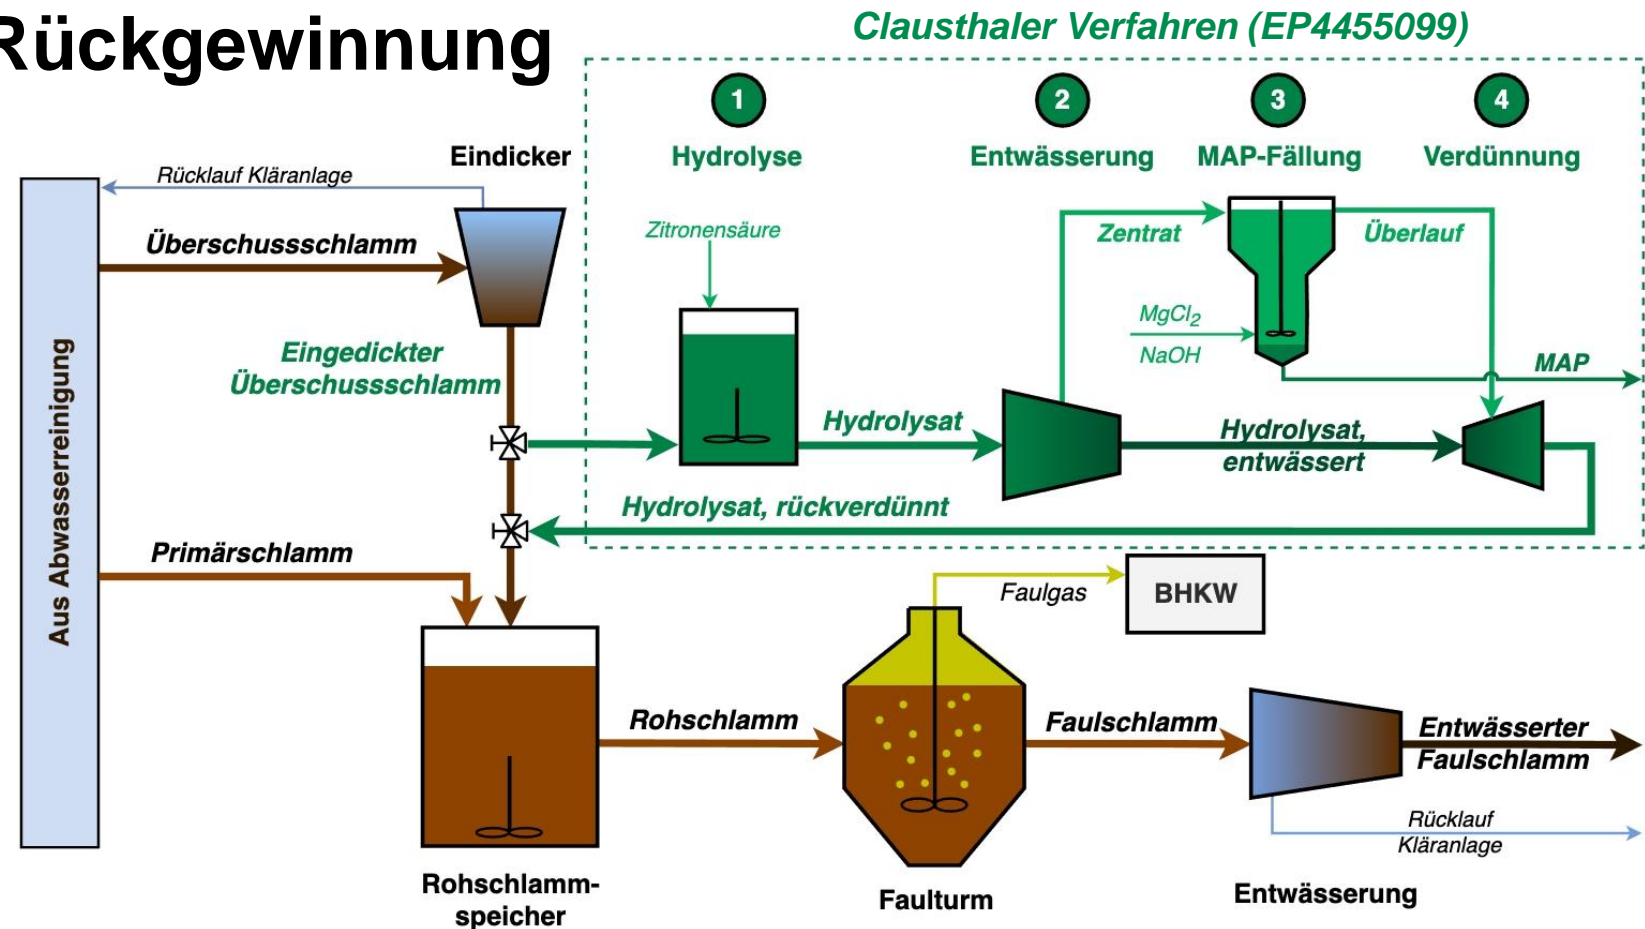 Rückgewinnung
Clausthaler Verfahren (EP4455099)
1
2
3
4
Hydrolyse
Entwässerung
MAP-Fällung
Verdünnung
Eindicker
Rücklauf Kläranlage
Überschussschlamm
Zitronensäure
Zentrat
Überlauf
MgCl2
NaOH
MAP
Eingedickter
Überschussschlamm
Hydrolysat
Hydrolysat,
entwässert
Hydrolysat, rückverdünnt
Aus Abwasserreinigung
Primärschlamm
Faulgas
BHKW
Rohschlamm
Faulschlamm
Entwässerter
Faulschlamm
Rücklauf
Kläranlage
Rohschlamm-
speicher
Faulturm
Entwässerung